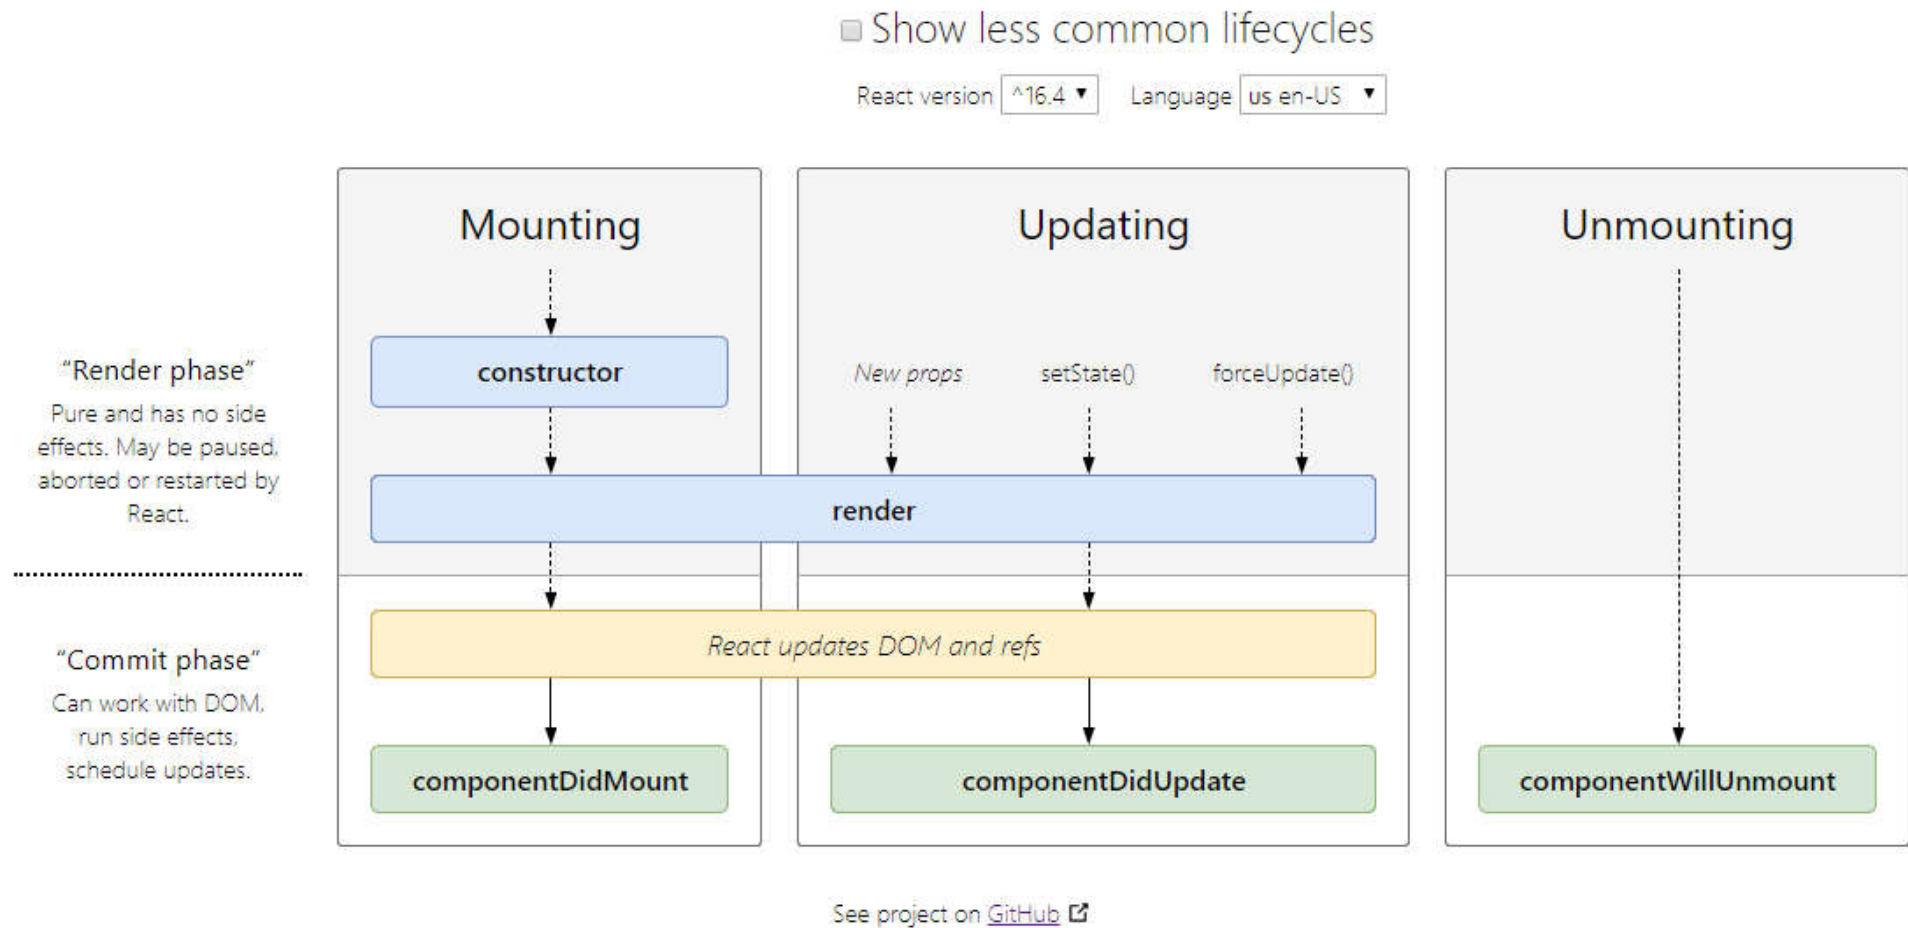 Show less common lifecycles
React version ^16.4 Language us en-US
Mounting
Updating
Unmounting
“Render phase”
Pure and has no side
effects. May be paused,
aborted or restarted by
React.
constructor
New props
setState()
forceUpdate()
render
“Commit phase”
Can work with DOM,
run side effects,
schedule updates.
React updates DOM and refs
componentDidMount
componentDidUpdate
componentWillUnmount
See project on GitHub